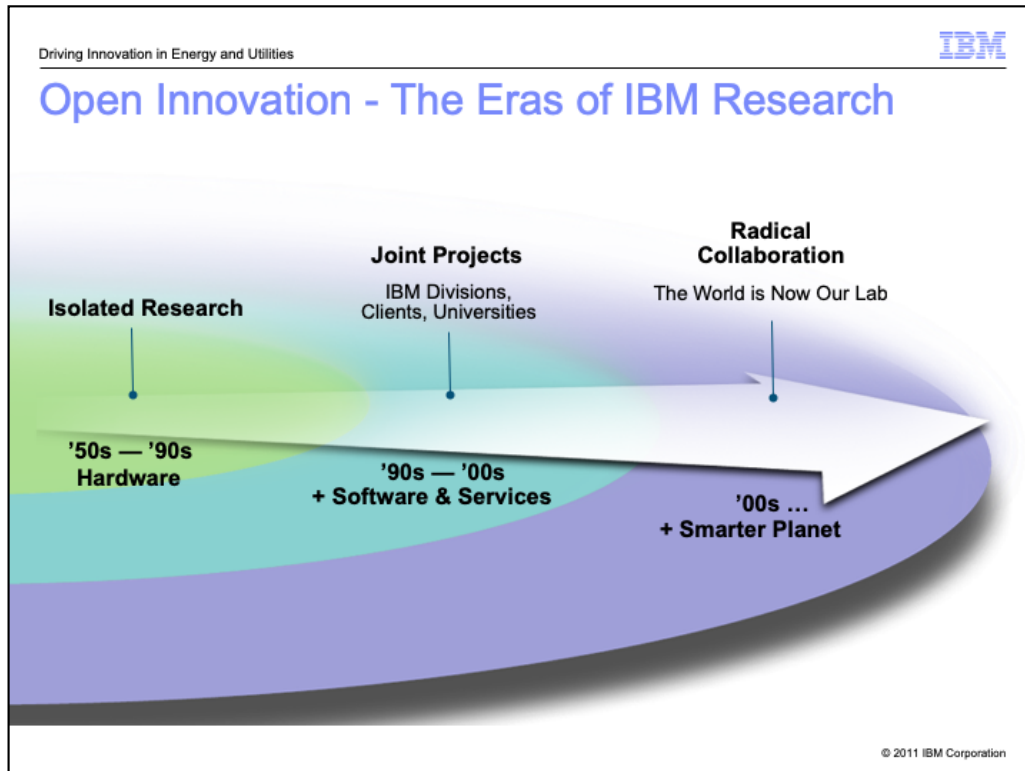 Driving Innovation in Energy and Utilities
IBM
Open Innovation - The Eras of IBM Research
Isolated Research
'50s — '90s
Hardware
Joint Projects
IBM Divisions,
Clients, Universities
'90s — '00s
+ Software & Services
Radical
Collaboration
The World is Now Our Lab
'00s ...
+ Smarter Planet
© 2011 IBM Corporation